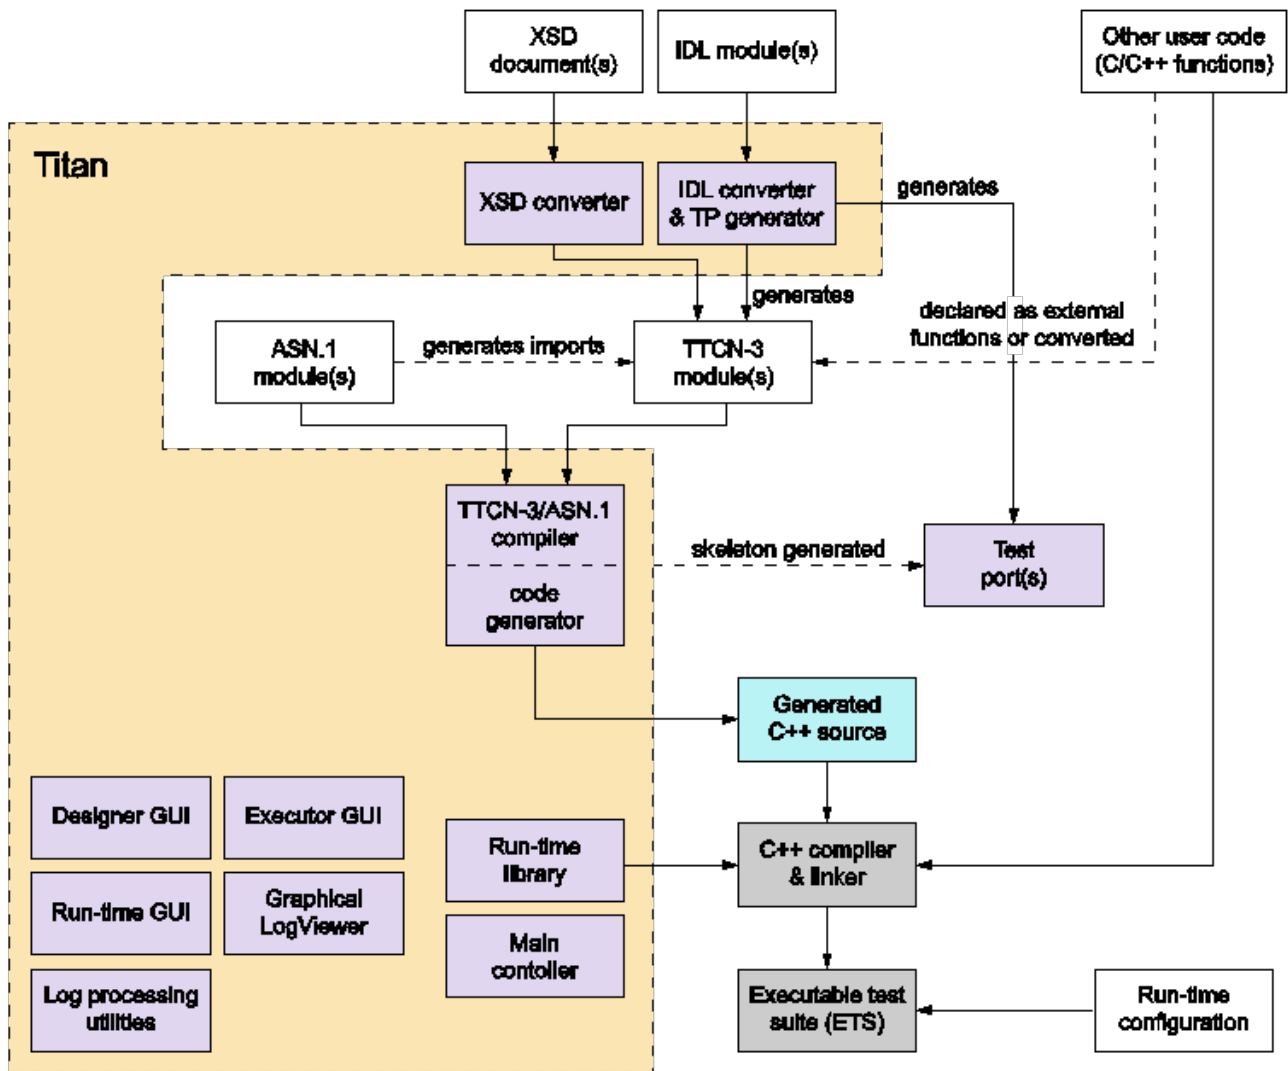 XSD
document(s)
IDL module(s)
Other user code
(C/C++ functions)
Titan
XSD converter
IDL converter
& TP generator
generates
generates
declared as external
functions or converted
ASN.1
module(s)
generates imports
TTCN-3
module(s)
TTCN-3/ASN.1
compiler
code
generator
skeleton generated
Test
port(s)
Generated
C++ source
Designer GUI
Executor GUI
Run-time
library
C++ compiler
& linker
Run-time GUI
Graphical
LogViewer
Main
contoller
Log processing
utilities
Executable test
suite (ETS)
Run-time
configuration